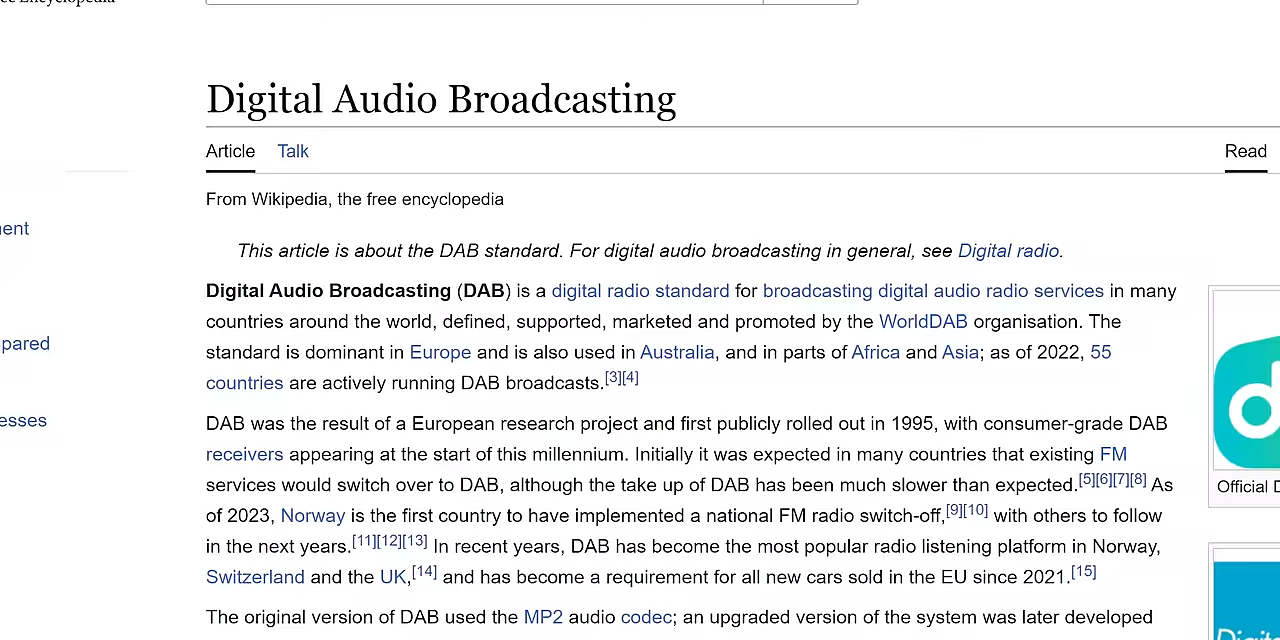 Digital Audio Broadcasting
Article Talk Read
From Wikipedia, the free encyclopedia
This article is about the DAB standard. For digital audio broadcasting in general, see Digital radio.
Digital Audio Broadcasting (DAB) is a digital radio standard for broadcasting digital audio radio services in many
countries around the world, defined, supported, marketed and promoted by the WorldDAB organisation. The
standard is dominant in Europe and is also used in Australia, and in parts of Africa and Asia; as of 2022, 55
countries are actively running DAB broadcasts.[3][4]
DAB was the result of a European research project and first publicly rolled out in 1995, with consumer-grade DAB
receivers appearing at the start of this millennium. Initially it was expected in many countries that existing FM
services would switch over to DAB, although the take up of DAB has been much slower than expected.[5][6][7][8] As
of 2023, Norway is the first country to have implemented a national FM radio switch-off,[9][10] with others to follow
in the next years.[11][12][13] In recent years, DAB has become the most popular radio listening platform in Norway,
Switzerland and the UK,[14] and has become a requirement for all new cars sold in the EU since 2021.[15]
The original version of DAB used the MP2 audio codec; an upgraded version of the system was later developed
Official